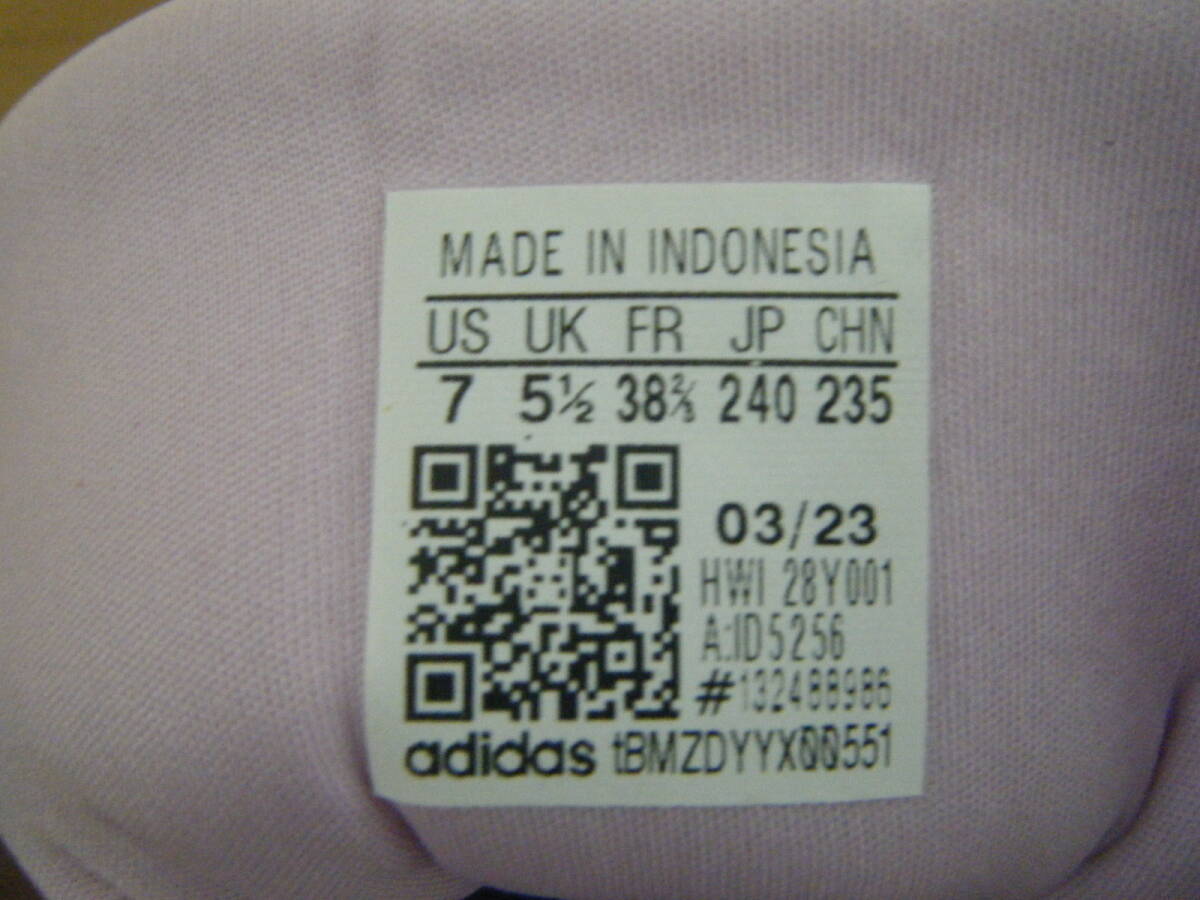 MADE IN INDONESIA
US UK FR JP CHN
7 5½ 38⅔ 240 235
03/23
HWI 28Y001
A:ID5256
#132488986
adidas tBMZDYYX00551